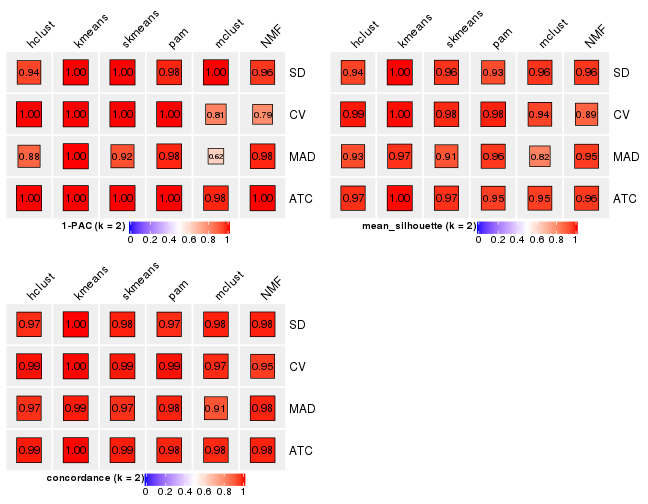 hclust kmeans skmeans pam mclust NMF
0.94 1.00 1.00 0.98 1.00 0.96 SD
1.00 1.00 1.00 1.00 0.81 0.79 CV
0.88 1.00 0.92 0.98 0.62 0.98 MAD
1.00 1.00 1.00 1.00 0.98 1.00 ATC
1-PAC (k = 2)
0 0.2 0.4 0.6 0.8 1
hclust kmeans skmeans pam mclust NMF
0.94 1.00 0.96 0.93 0.96 0.96 SD
0.99 1.00 0.98 0.98 0.94 0.89 CV
0.93 0.97 0.91 0.96 0.82 0.95 MAD
0.97 1.00 0.97 0.95 0.95 0.96 ATC
mean_silhouette (k = 2)
0 0.2 0.4 0.6 0.8 1
hclust kmeans skmeans pam mclust NMF
0.97 1.00 0.98 0.97 0.98 0.98 SD
0.99 1.00 0.99 0.99 0.97 0.95 CV
0.97 0.99 0.97 0.98 0.91 0.98 MAD
0.99 1.00 0.99 0.98 0.98 0.98 ATC
concordance (k = 2)
0 0.2 0.4 0.6 0.8 1